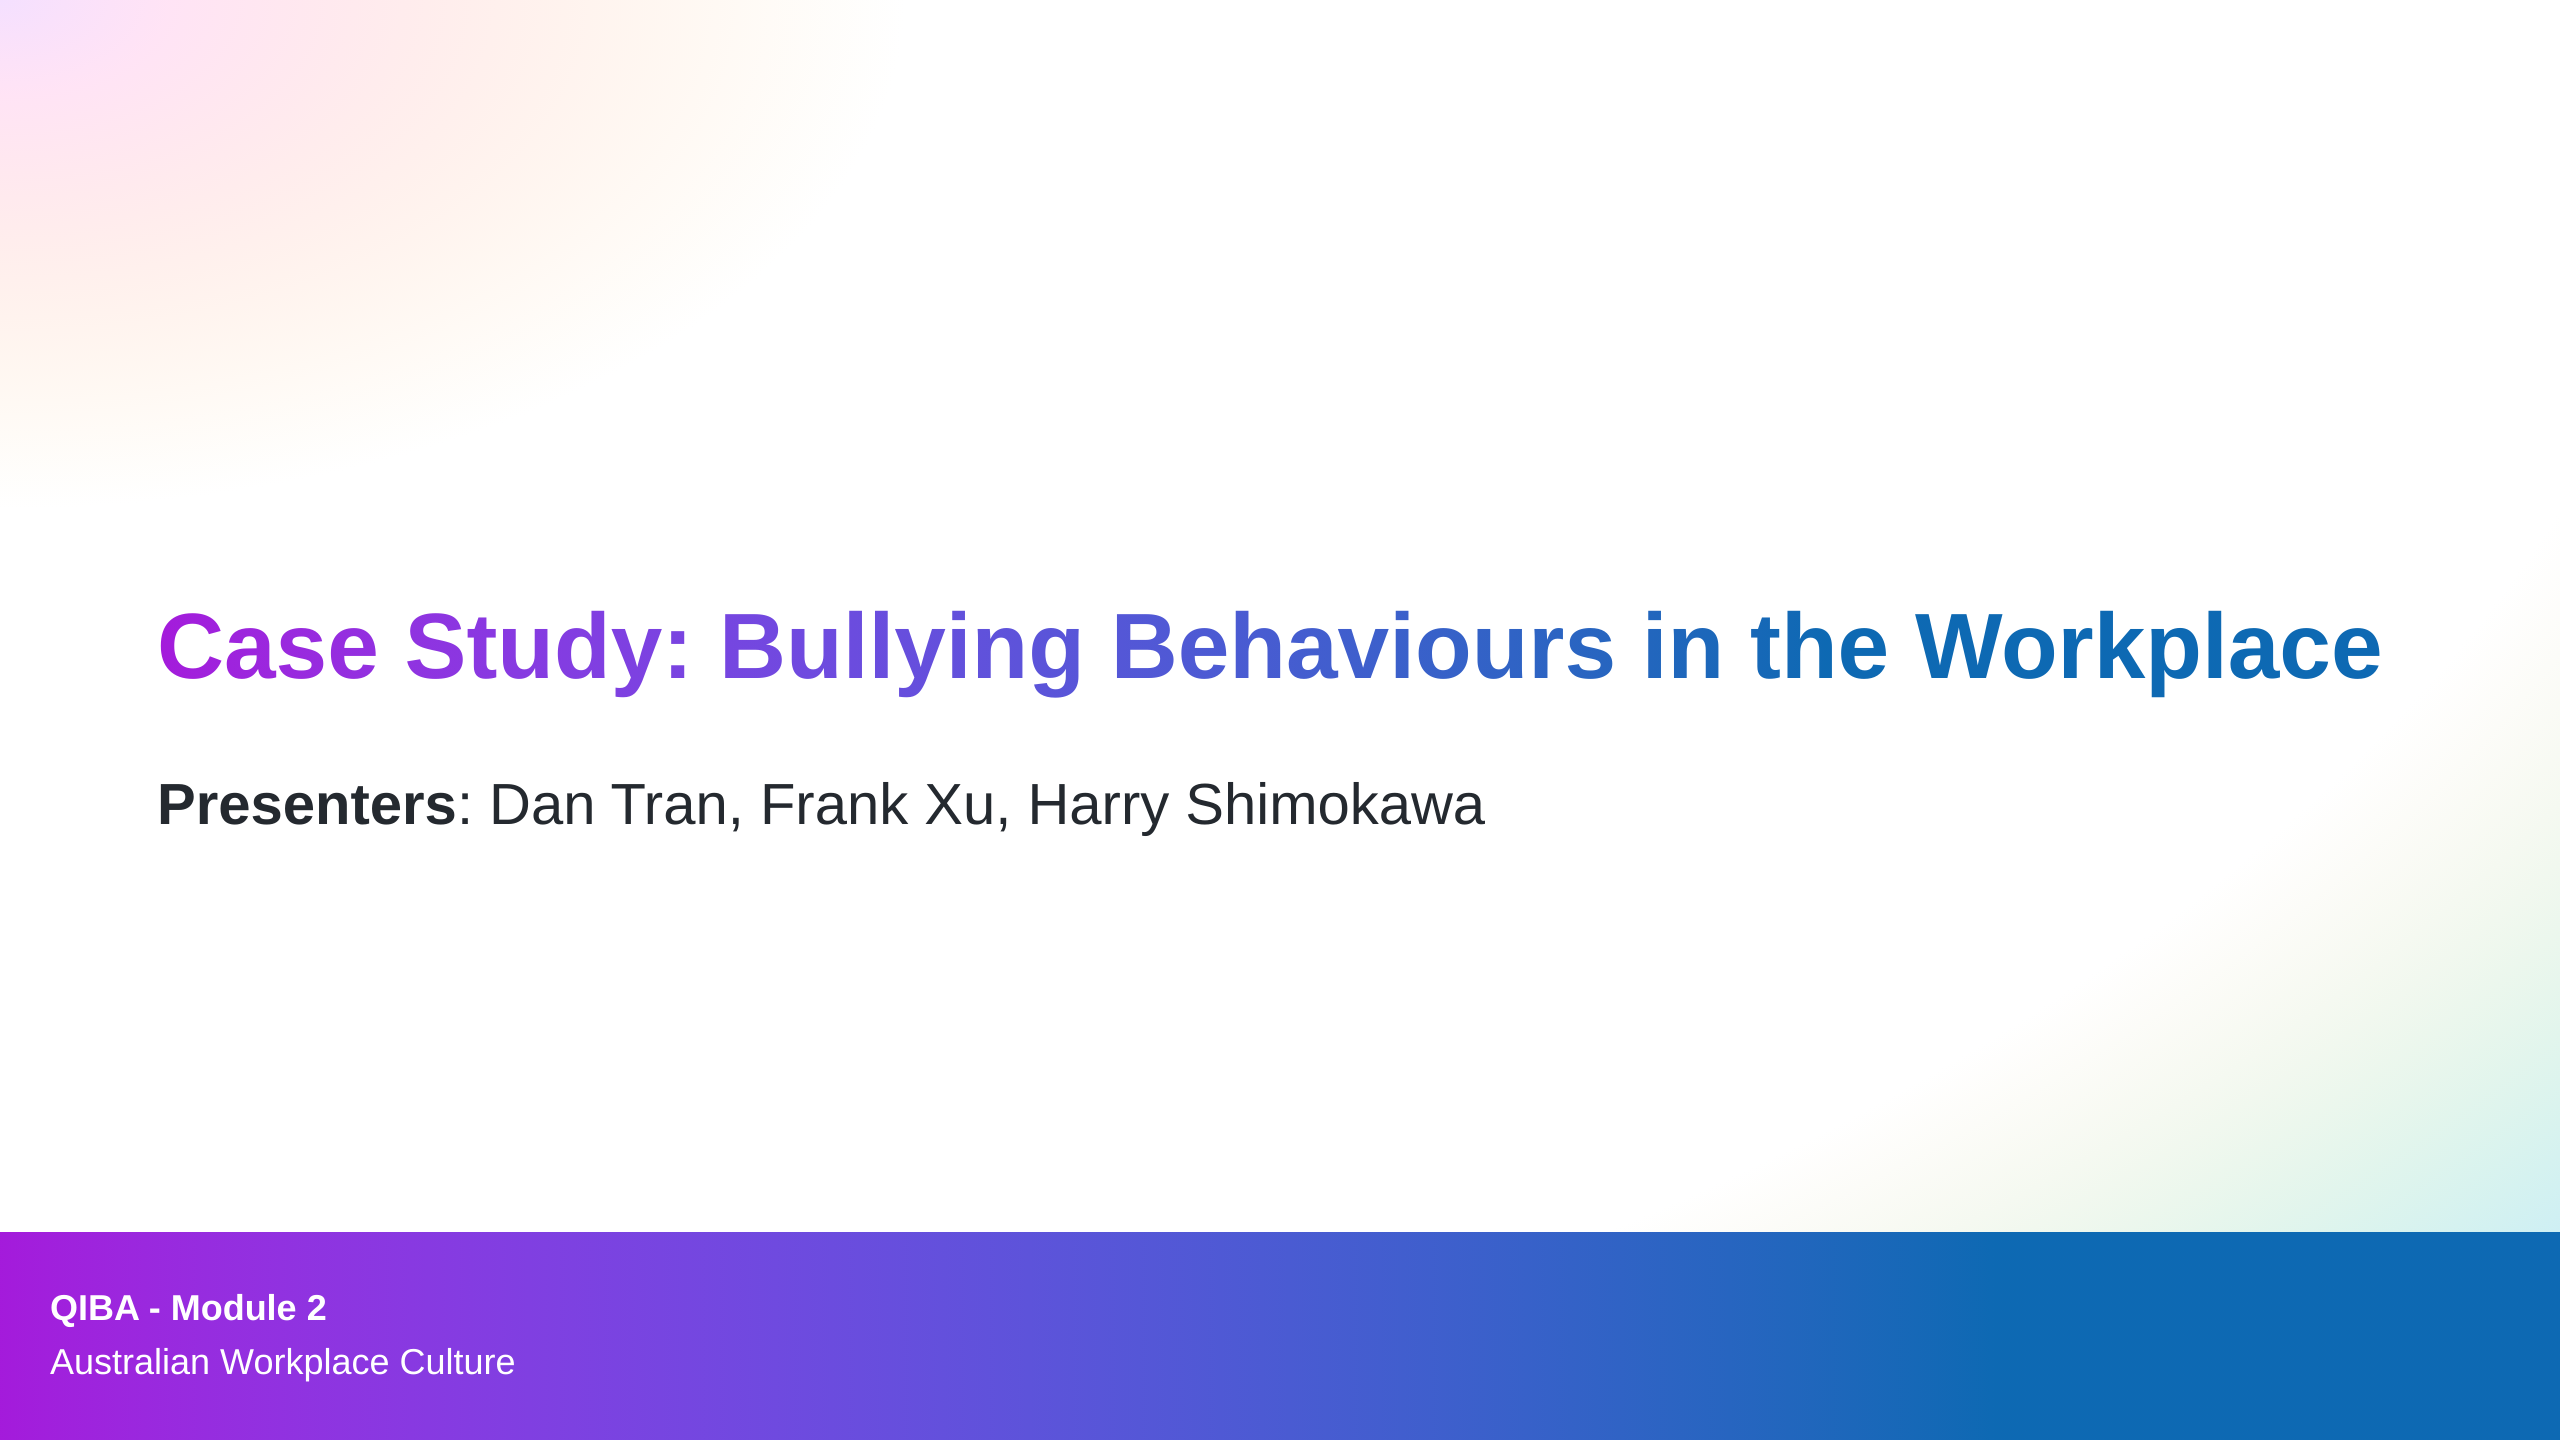 Case Study: Bullying Behaviours in the Workplace
Presenters: Dan Tran, Frank Xu, Harry Shimokawa
QIBA - Module 2
Australian Workplace Culture